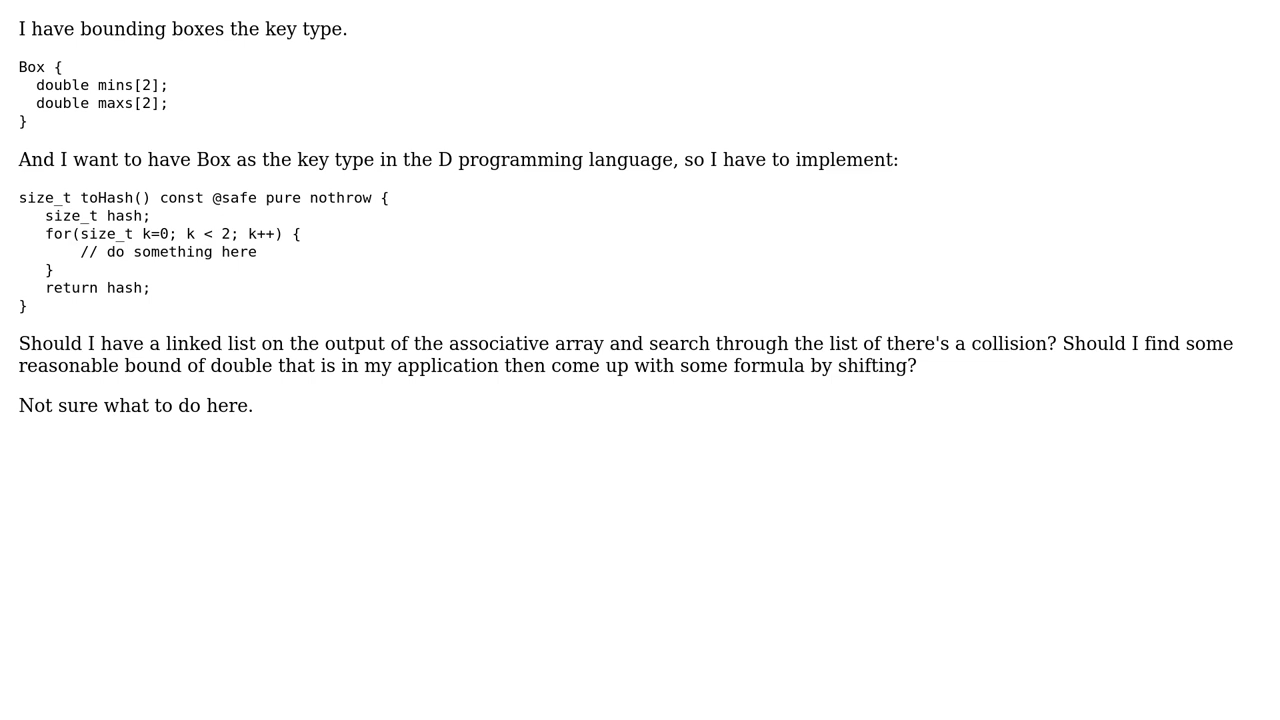 I have bounding boxes the key type.
Box {
  double mins[2];
  double maxs[2];
}
And I want to have Box as the key type in the D programming language, so I have to implement:
size_t toHash() const @safe pure nothrow {
   size_t hash;
   for(size_t k=0; k < 2; k++) {
       // do something here
   }
   return hash;
}
Should I have a linked list on the output of the associative array and search through the list of there's a collision? Should I find some
reasonable bound of double that is in my application then come up with some formula by shifting?
Not sure what to do here.